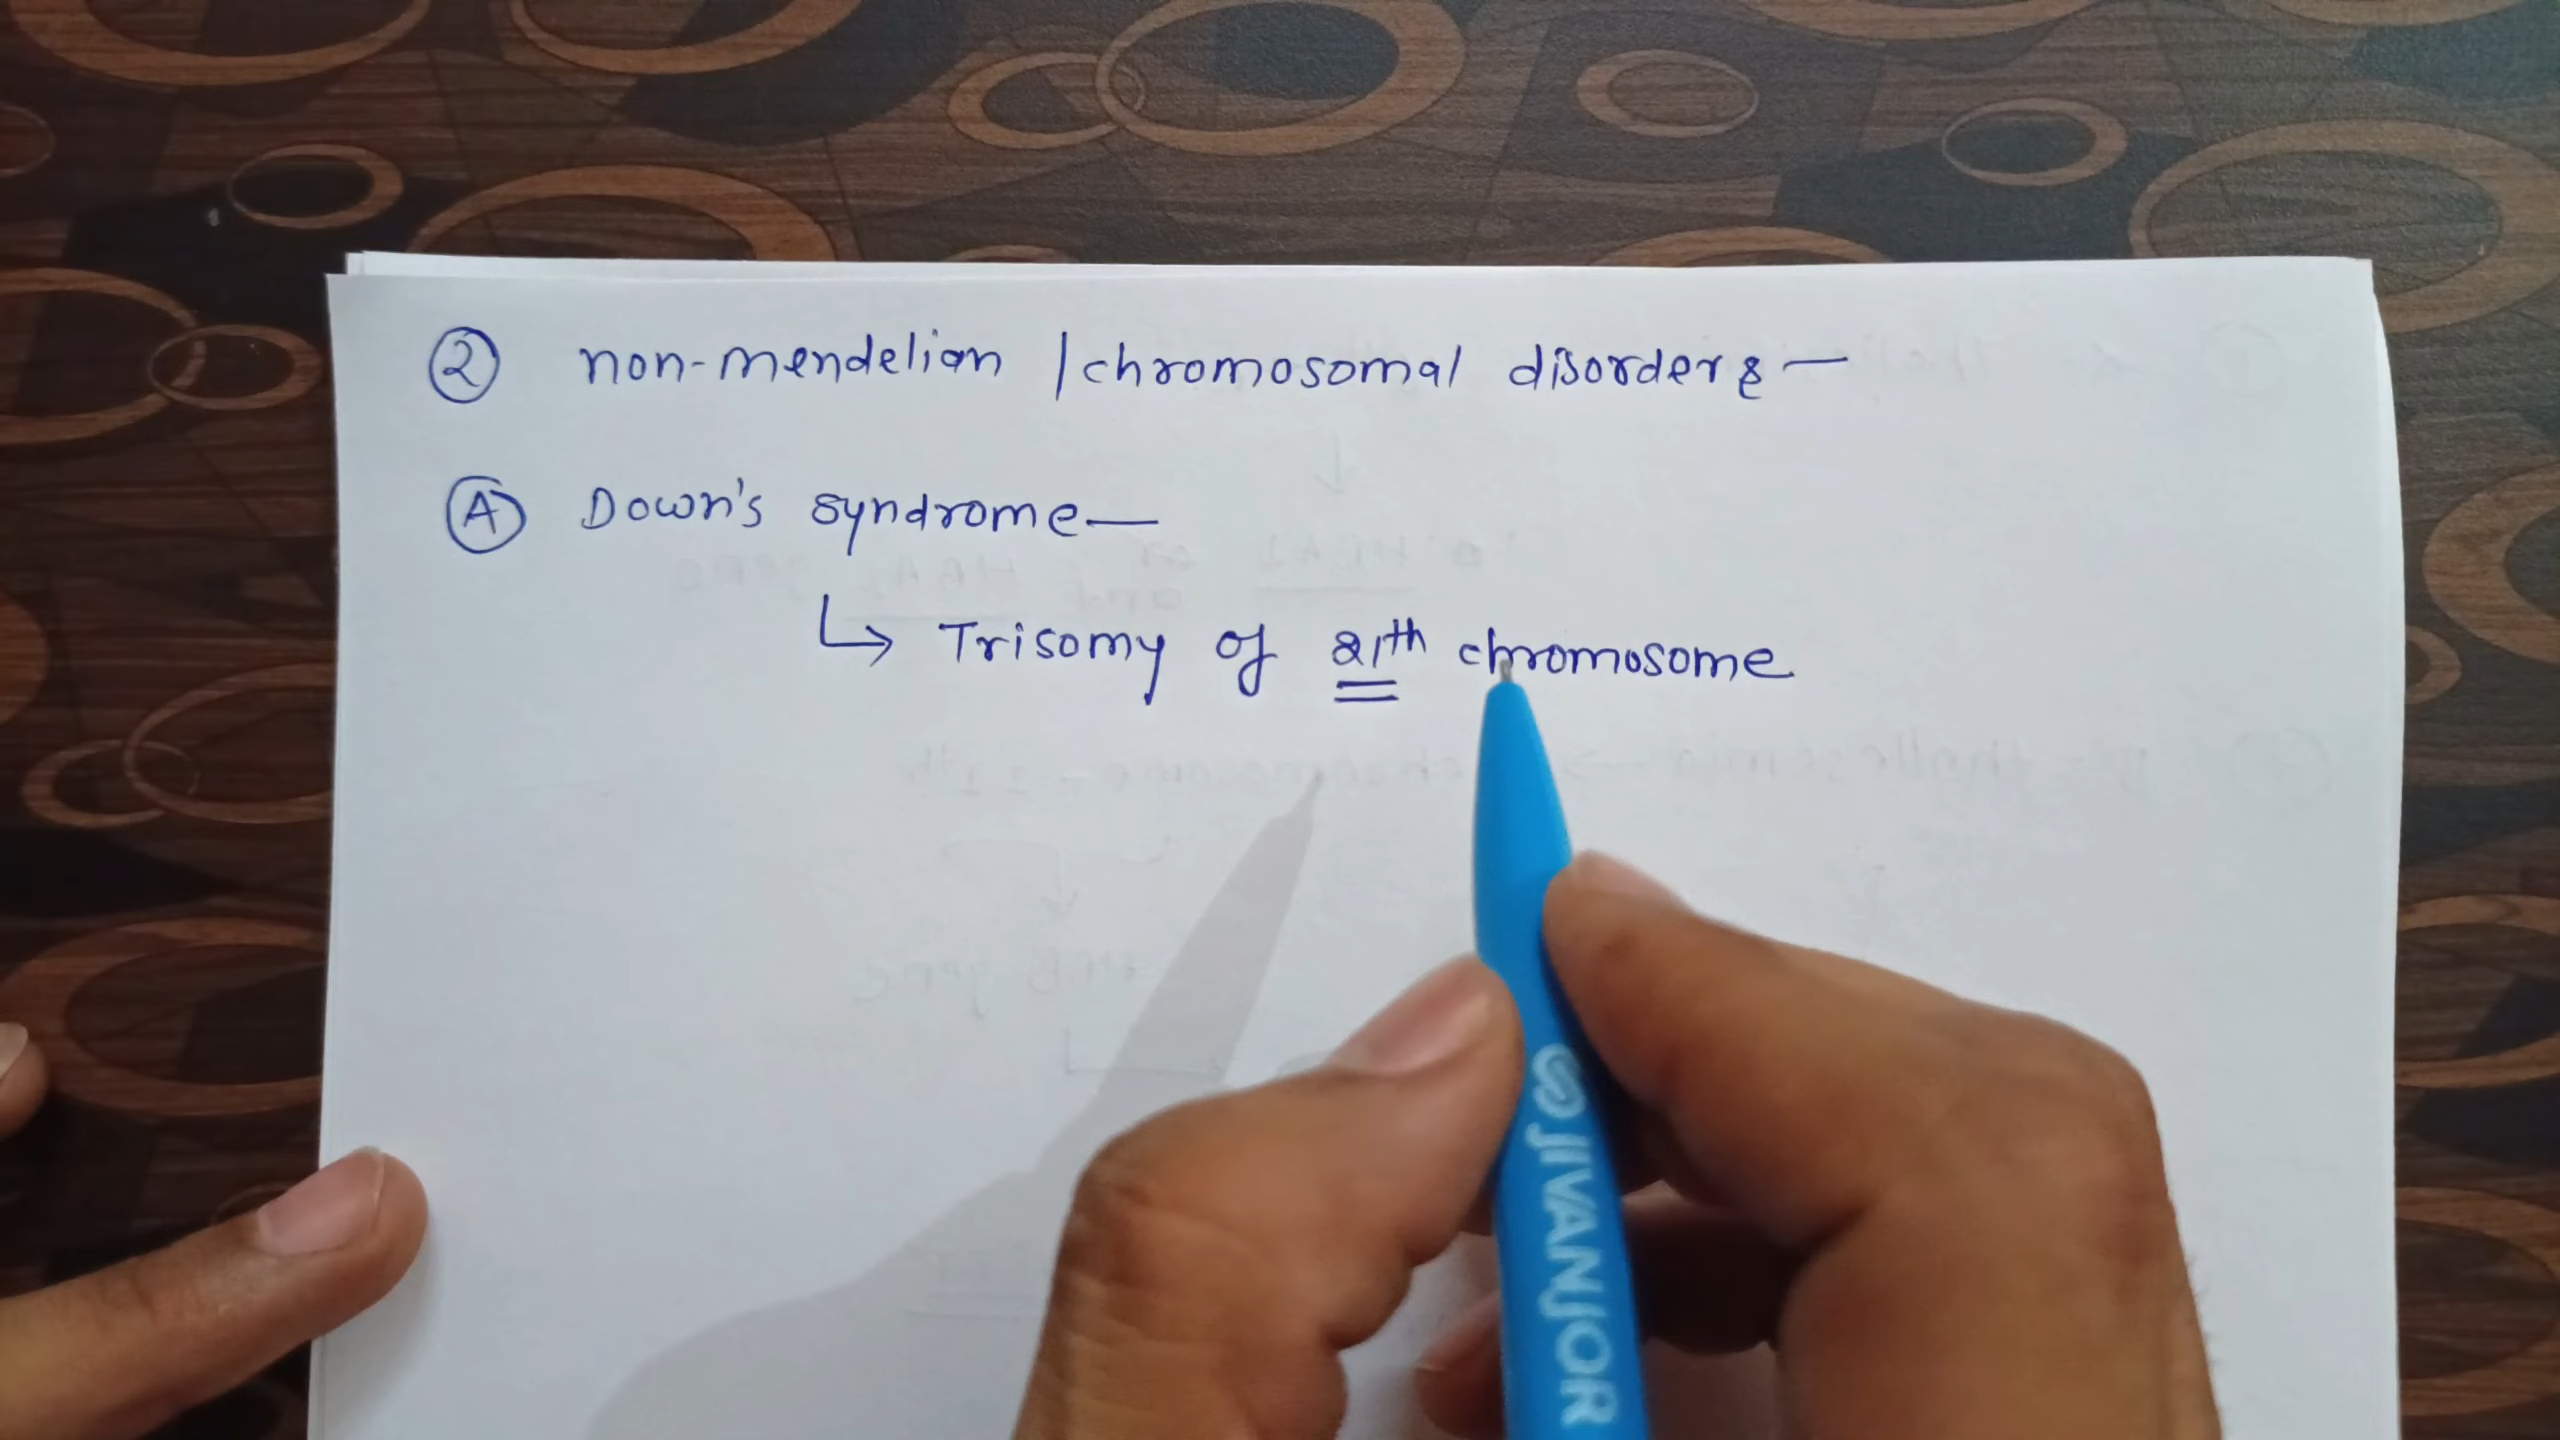 ② non-mendelian / chromosomal disorders —
Ⓐ Down's syndrome —
↳ Trisomy of 21th chromosome
JIVANJOR